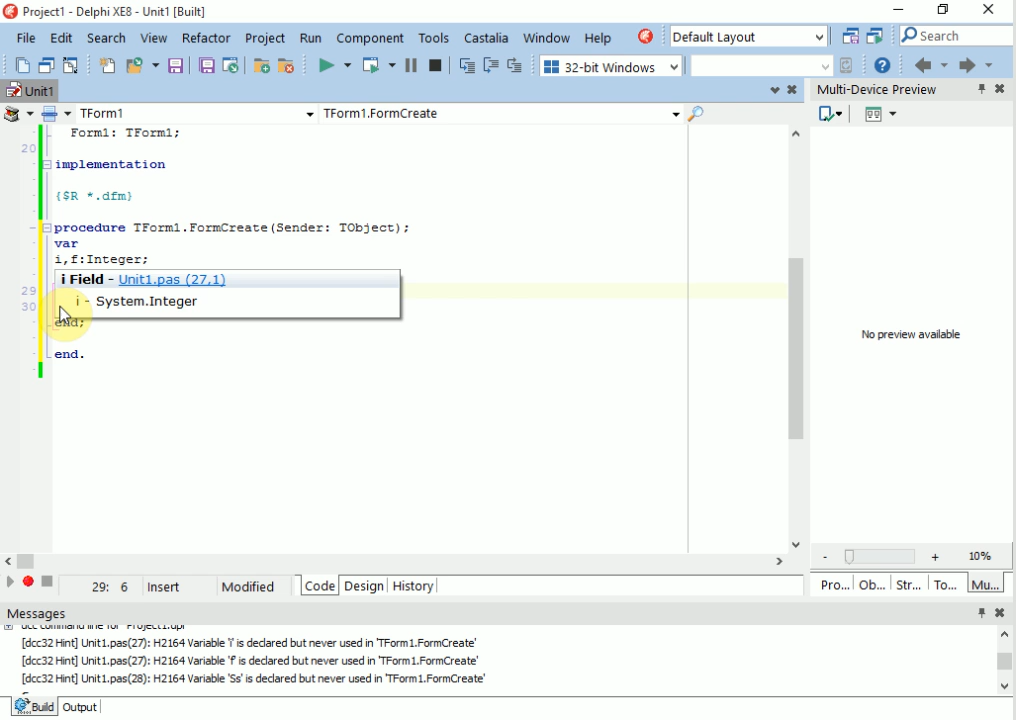 Project1 - Delphi XE8 - Unit1 [Built]
File Edit Search View Refactor Project Run Component Tools Castalia Window Help Default Layout Search
32-bit Windows
Unit1 Multi-Device Preview
TForm1 TForm1.FormCreate
Form1: TForm1;
20
implementation
{$R *.dfm}
procedure TForm1.FormCreate(Sender: TObject);
var
i,f:Integer;
i Field - Unit1.pas (27,1)
29
i - System.Integer
30
end;
No preview available
end.
- + 10%
29: 6 Insert Modified Code Design History
Pro... Ob... Str... To... Mu...
Messages
[dcc32 Hint] Unit1.pas(27): H2164 Variable 'i' is declared but never used in 'TForm1.FormCreate'
[dcc32 Hint] Unit1.pas(27): H2164 Variable 'f' is declared but never used in 'TForm1.FormCreate'
[dcc32 Hint] Unit1.pas(28): H2164 Variable 'Ss' is declared but never used in 'TForm1.FormCreate'
Build Output